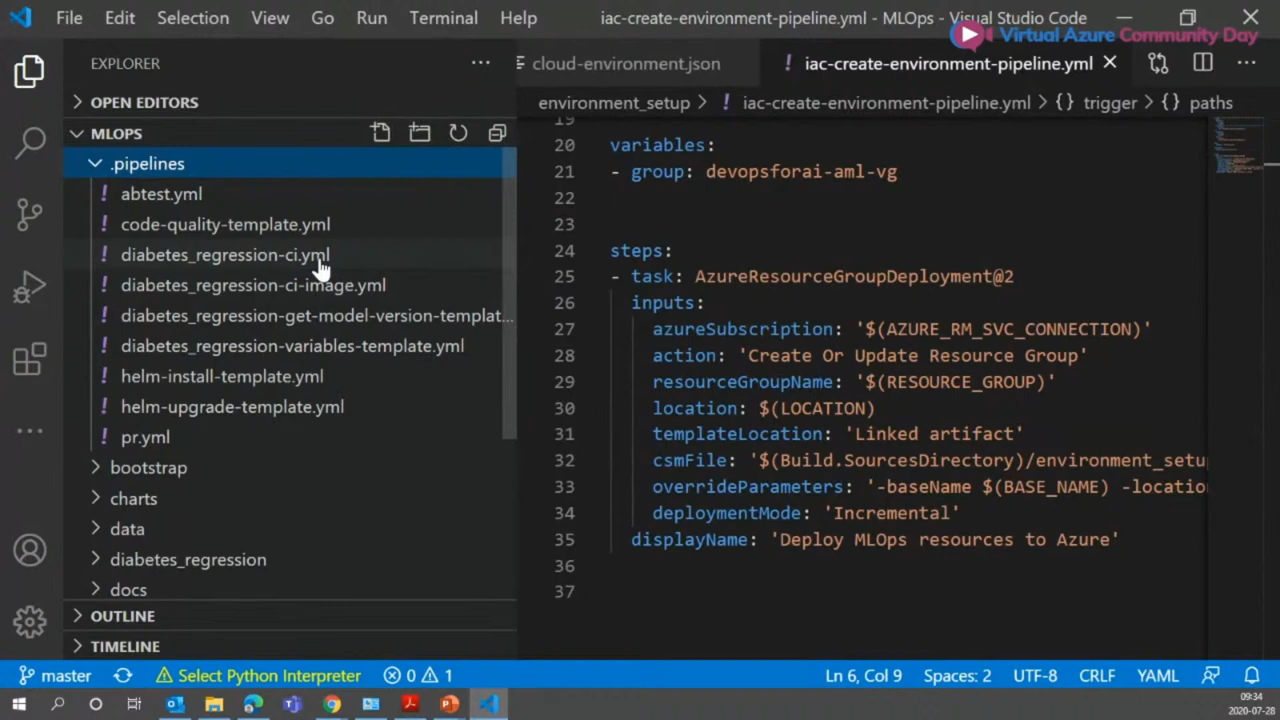 File Edit Selection View Go Run Terminal Help iac-create-environment-pipeline.yml - MLOps - Visual Studio Code
Virtual Azure Community Day
EXPLORER
OPEN EDITORS
MLOPS
.pipelines
abtest.yml
code-quality-template.yml
diabetes_regression-ci.yml
diabetes_regression-ci-image.yml
diabetes_regression-get-model-version-templat...
diabetes_regression-variables-template.yml
helm-install-template.yml
helm-upgrade-template.yml
pr.yml
bootstrap
charts
data
diabetes_regression
docs
OUTLINE
TIMELINE
cloud-environment.json iac-create-environment-pipeline.yml
environment_setup > iac-create-environment-pipeline.yml > {} trigger > {} paths
19
20 variables:
21 - group: devopsforai-aml-vg
22
23
24 steps:
25 - task: AzureResourceGroupDeployment@2
26 inputs:
27 azureSubscription: '$(AZURE_RM_SVC_CONNECTION)'
28 action: 'Create Or Update Resource Group'
29 resourceGroupName: '$(RESOURCE_GROUP)'
30 location: $(LOCATION)
31 templateLocation: 'Linked artifact'
32 csmFile: '$(Build.SourcesDirectory)/environment_setu
33 overrideParameters: '-baseName $(BASE_NAME) -locatio
34 deploymentMode: 'Incremental'
35 displayName: 'Deploy MLOps resources to Azure'
36
37
master Select Python Interpreter 0 1 Ln 6, Col 9 Spaces: 2 UTF-8 CRLF YAML
09:34
2020-07-28